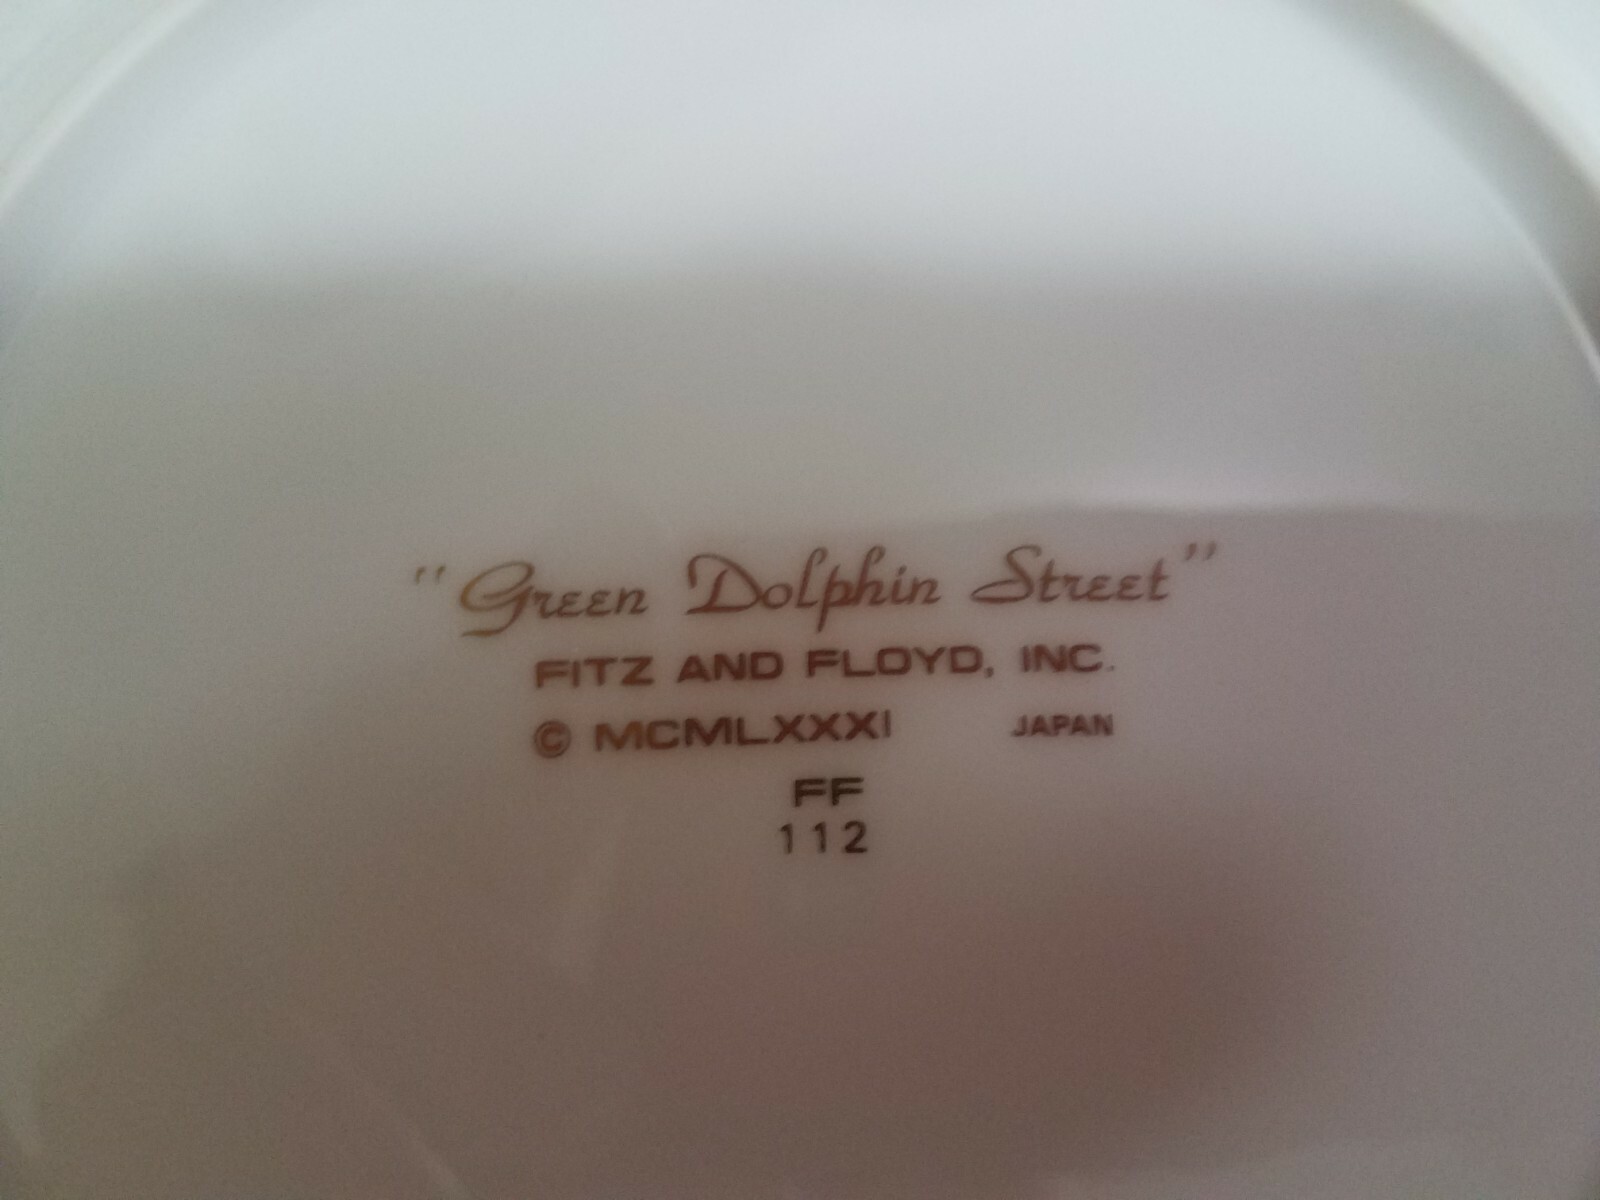 "Green Dolphin Street"
FITZ AND FLOYD, INC.
© MCMLXXXI JAPAN
FF
112